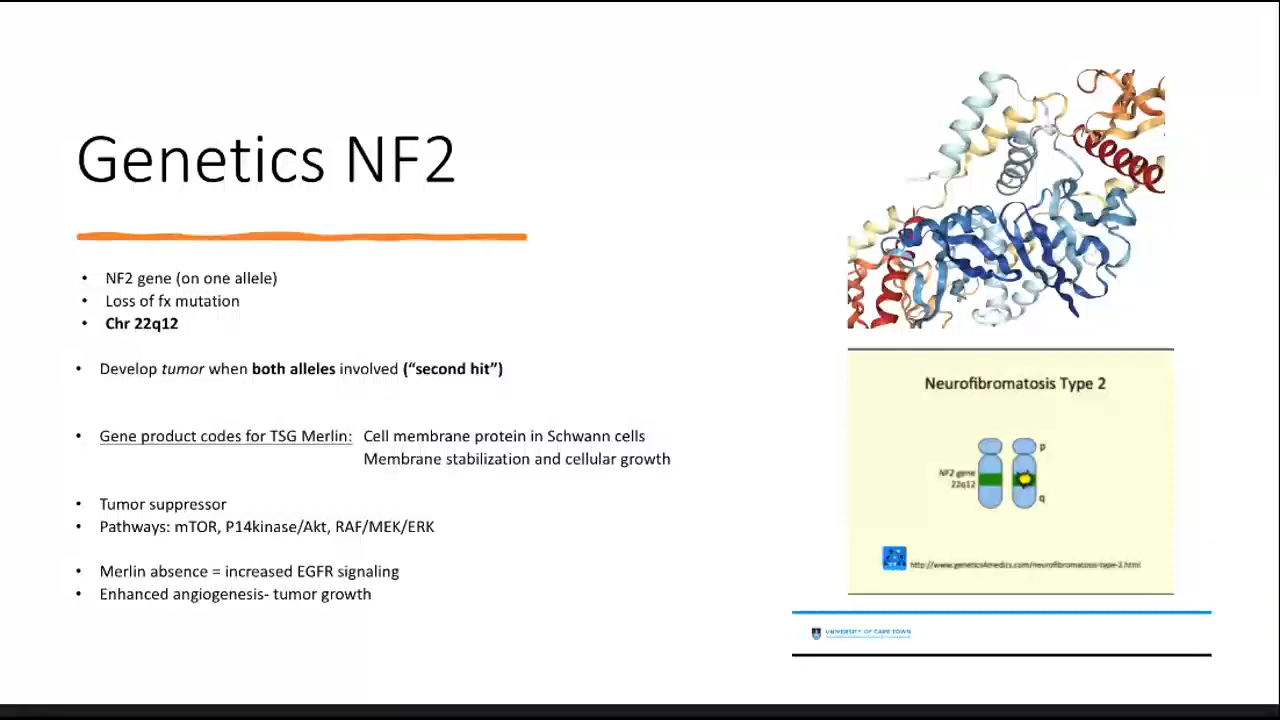 Genetics NF2
• NF2 gene (on one allele)
• Loss of fx mutation
• Chr 22q12
• Develop tumor when both alleles involved (“second hit”)
• Gene product codes for TSG Merlin: Cell membrane protein in Schwann cells
Membrane stabilization and cellular growth
• Tumor suppressor
• Pathways: mTOR, P14kinase/Akt, RAF/MEK/ERK
• Merlin absence = increased EGFR signaling
• Enhanced angiogenesis- tumor growth
Neurofibromatosis Type 2
p
NF2 gene
22q12
q
http://www.genetics4medics.com/neurofibromatosis-type-2.html
UNIVERSITY OF CAPE TOWN